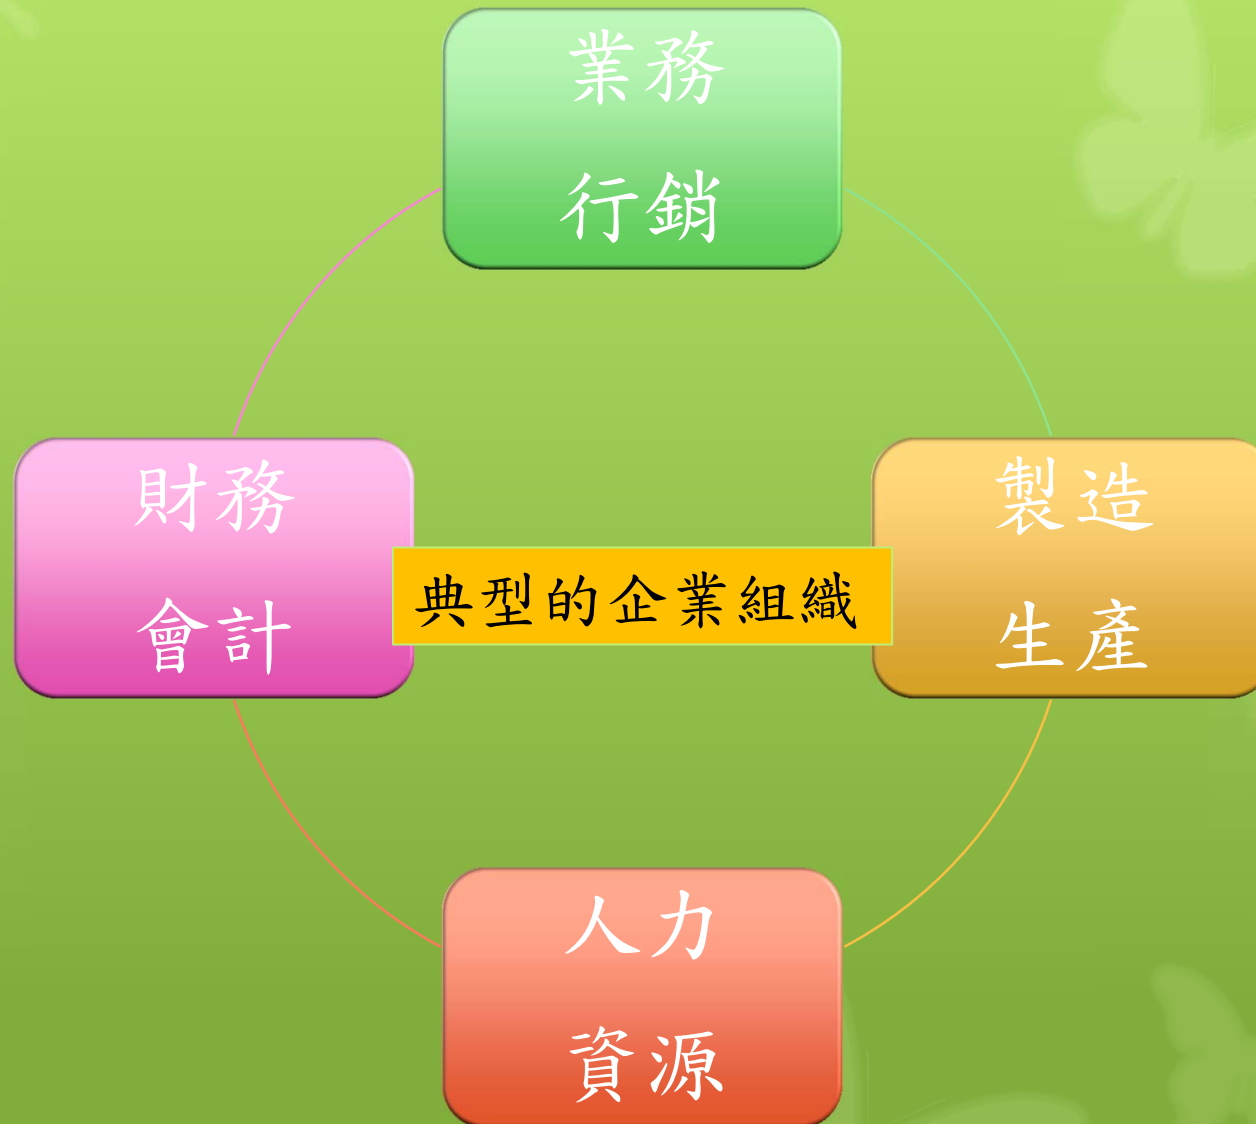 業務
行銷
財務
會計
典型的企業組織
製造
生產
人力
資源